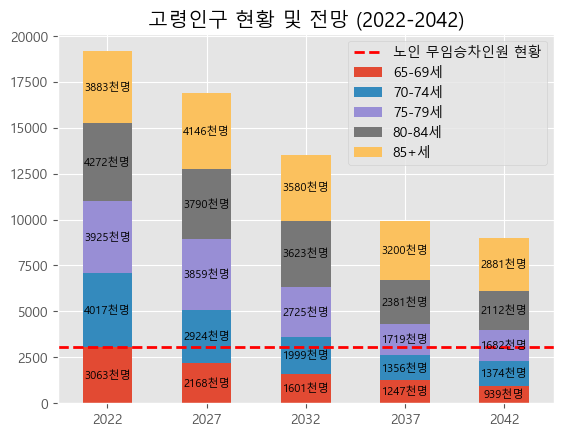 고령인구 현황 및 전망 (2022-2042)
노인 무임승차인원 현황
65-69세
70-74세
75-79세
80-84세
85+세
20000
17500
15000
12500
10000
7500
5000
2500
0
3883천명
4272천명
3925천명
4017천명
3063천명
4146천명
3790천명
3859천명
2924천명
2168천명
3580천명
3623천명
2725천명
1999천명
1601천명
3200천명
2381천명
1719천명
1356천명
1247천명
2881천명
2112천명
1682천명
1374천명
939천명
2022
2027
2032
2037
2042